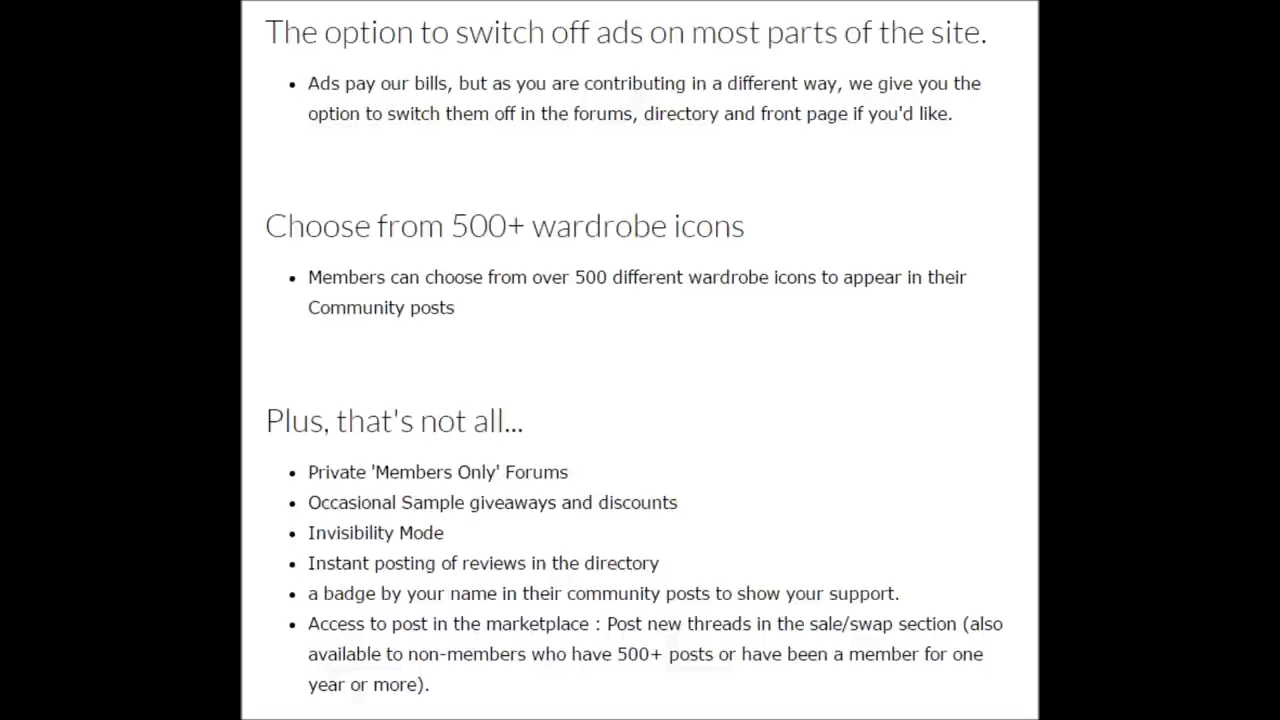 The option to switch off ads on most parts of the site.
• Ads pay our bills, but as you are contributing in a different way, we give you the
option to switch them off in the forums, directory and front page if you'd like.
Choose from 500+ wardrobe icons
• Members can choose from over 500 different wardrobe icons to appear in their
Community posts
Plus, that's not all...
• Private 'Members Only' Forums
• Occasional Sample giveaways and discounts
• Invisibility Mode
• Instant posting of reviews in the directory
• a badge by your name in their community posts to show your support.
• Access to post in the marketplace : Post new threads in the sale/swap section (also
available to non-members who have 500+ posts or have been a member for one
year or more).